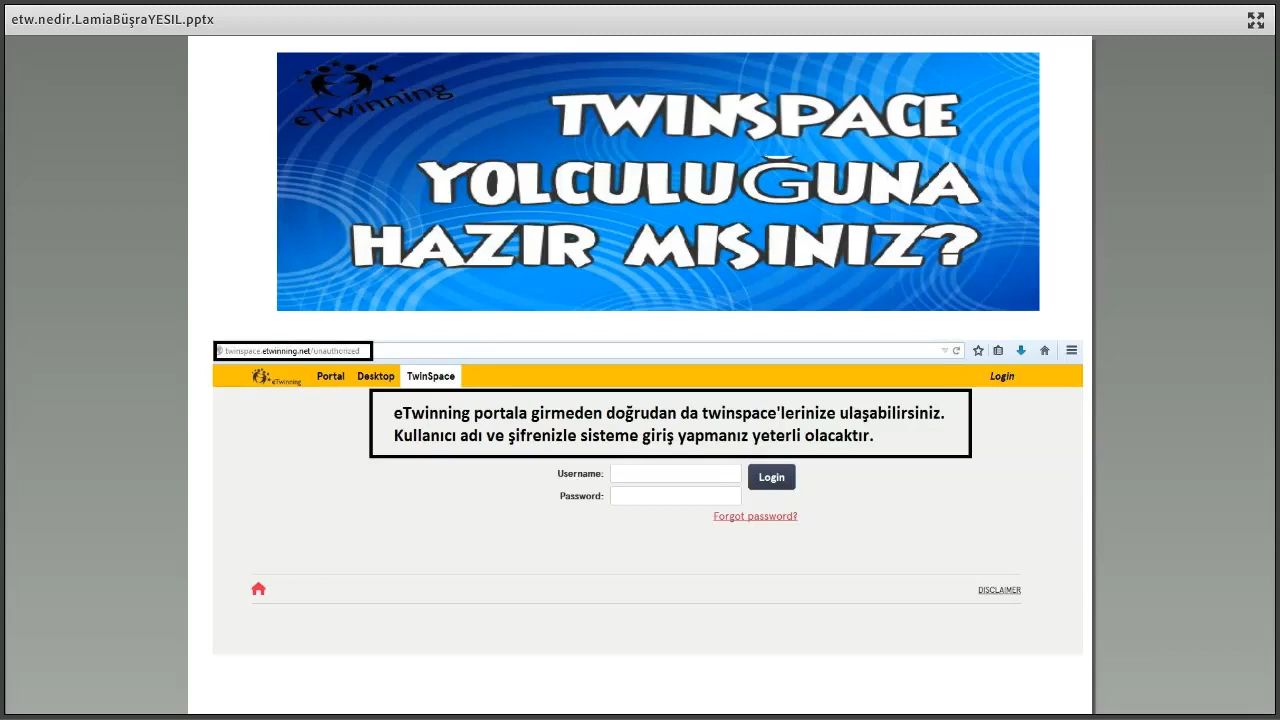 etw.nedir.LamiaBüşraYESIL.pptx
eTwinning
TWINSPACE
YOLCULUĞUNA
HAZIR MISINIZ?
twinspace.etwinning.net/unauthorized
eTwinning Portal Desktop TwinSpace Login
eTwinning portala girmeden doğrudan da twinspace'lerinize ulaşabilirsiniz.
Kullanıcı adı ve şifrenizle sisteme giriş yapmanız yeterli olacaktır.
Username: Login
Password:
Forgot password?
DISCLAIMER